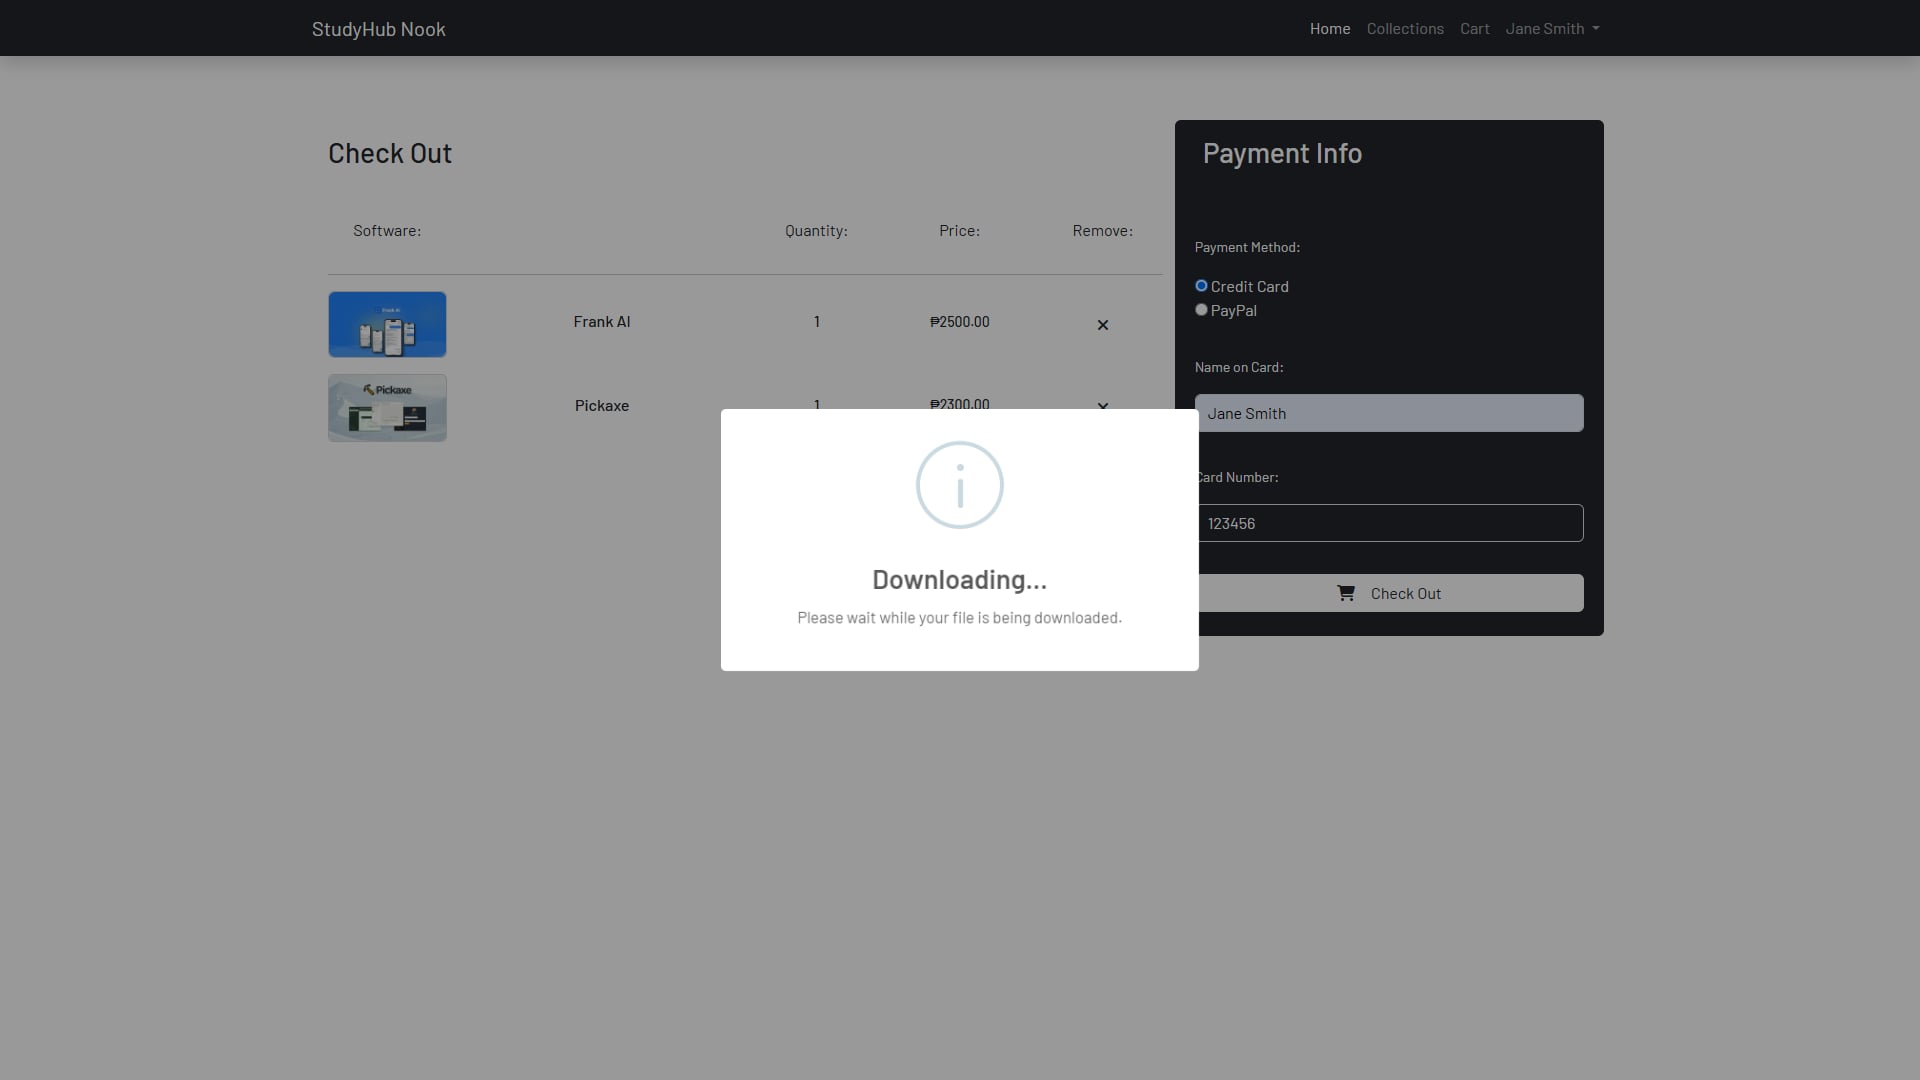 StudyHub Nook
Home Collections Cart Jane Smith
Check Out
Software: Quantity: Price: Remove:
Frank AI
Frank AI 1 ₱2500.00
Pickaxe
Pickaxe 1 ₱2300.00
Payment Info
Payment Method:
Credit Card
PayPal
Name on Card:
Jane Smith
Card Number:
123456
Check Out
Downloading...
Please wait while your file is being downloaded.